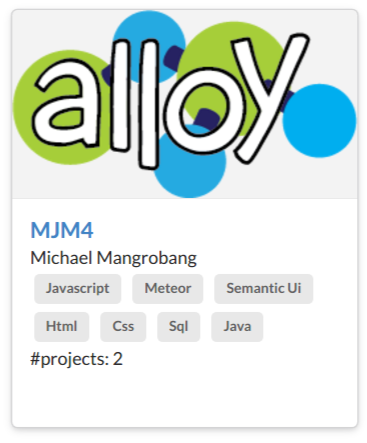 alloy
MJM4
Michael Mangrobang
Javascript Meteor Semantic Ui
Html Css Sql Java
#projects: 2